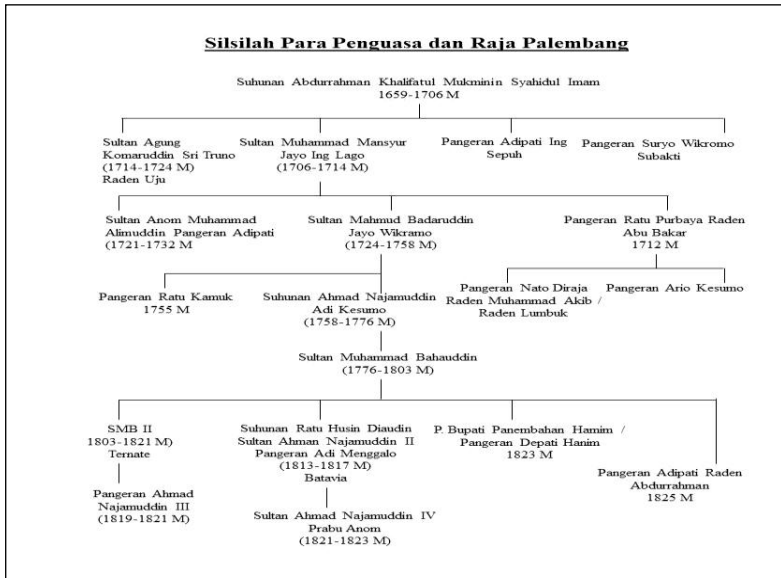 Silsilah Para Penguasa dan Raja Palembang
Suhunan Abdurrahman Khalifatul Mukminin Syahidul Imam
1659-1706 M
Sultan Agung
Komaruddin Sri Truno
(1714-1724 M)
Raden Uju
Sultan Muhammad Mansyur
Jayo Ing Lago
(1706-1714 M)
Pangeran Adipati Ing
Sepuh
Pangeran Suryo Wikromo
Subakti
Sultan Anom Muhammad
Alimuddin Pangeran Adipati
(1721-1732 M
Sultan Mahmud Badaruddin
Jayo Wikramo
(1724-1758 M)
Pangeran Ratu Purbaya Raden
Abu Bakar
1712 M
Pangeran Ratu Kamuk
1755 M
Suhunan Ahmad Najamuddin
Adi Kesumo
(1758-1776 M)
Pangeran Nato Diraja
Raden Muhammad Akib /
Raden Lumbuk
Pangeran Ario Kesumo
Sultan Muhammad Bahauddin
(1776-1803 M)
SMB II
1803-1821 M)
Ternate
Suhunan Ratu Husin Diaudin
Sultan Ahman Najamuddin II
Pangeran Adi Menggalo
(1813-1817 M)
Batavia
P. Bupati Panembahan Hamim /
Pangeran Depati Hanim
1823 M
Pangeran Adipati Raden
Abdurrahman
1825 M
Pangeran Ahmad
Najamuddin III
(1819-1821 M)
Sultan Ahmad Najamuddin IV
Prabu Anom
(1821-1823 M)